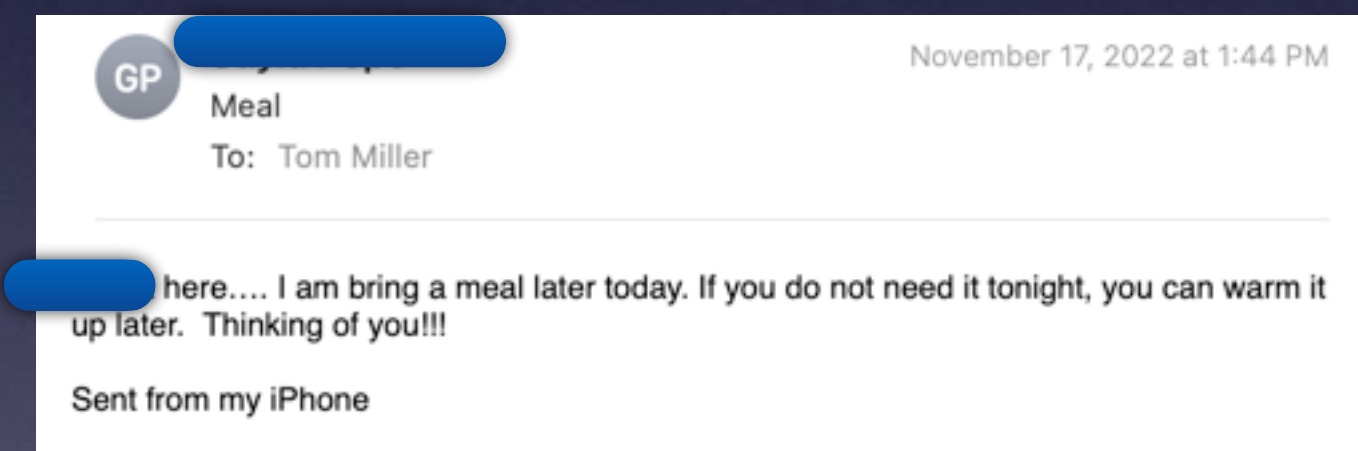 GP
November 17, 2022 at 1:44 PM
Meal
To: Tom Miller
here.... I am bring a meal later today. If you do not need it tonight, you can warm it
up later. Thinking of you!!!
Sent from my iPhone